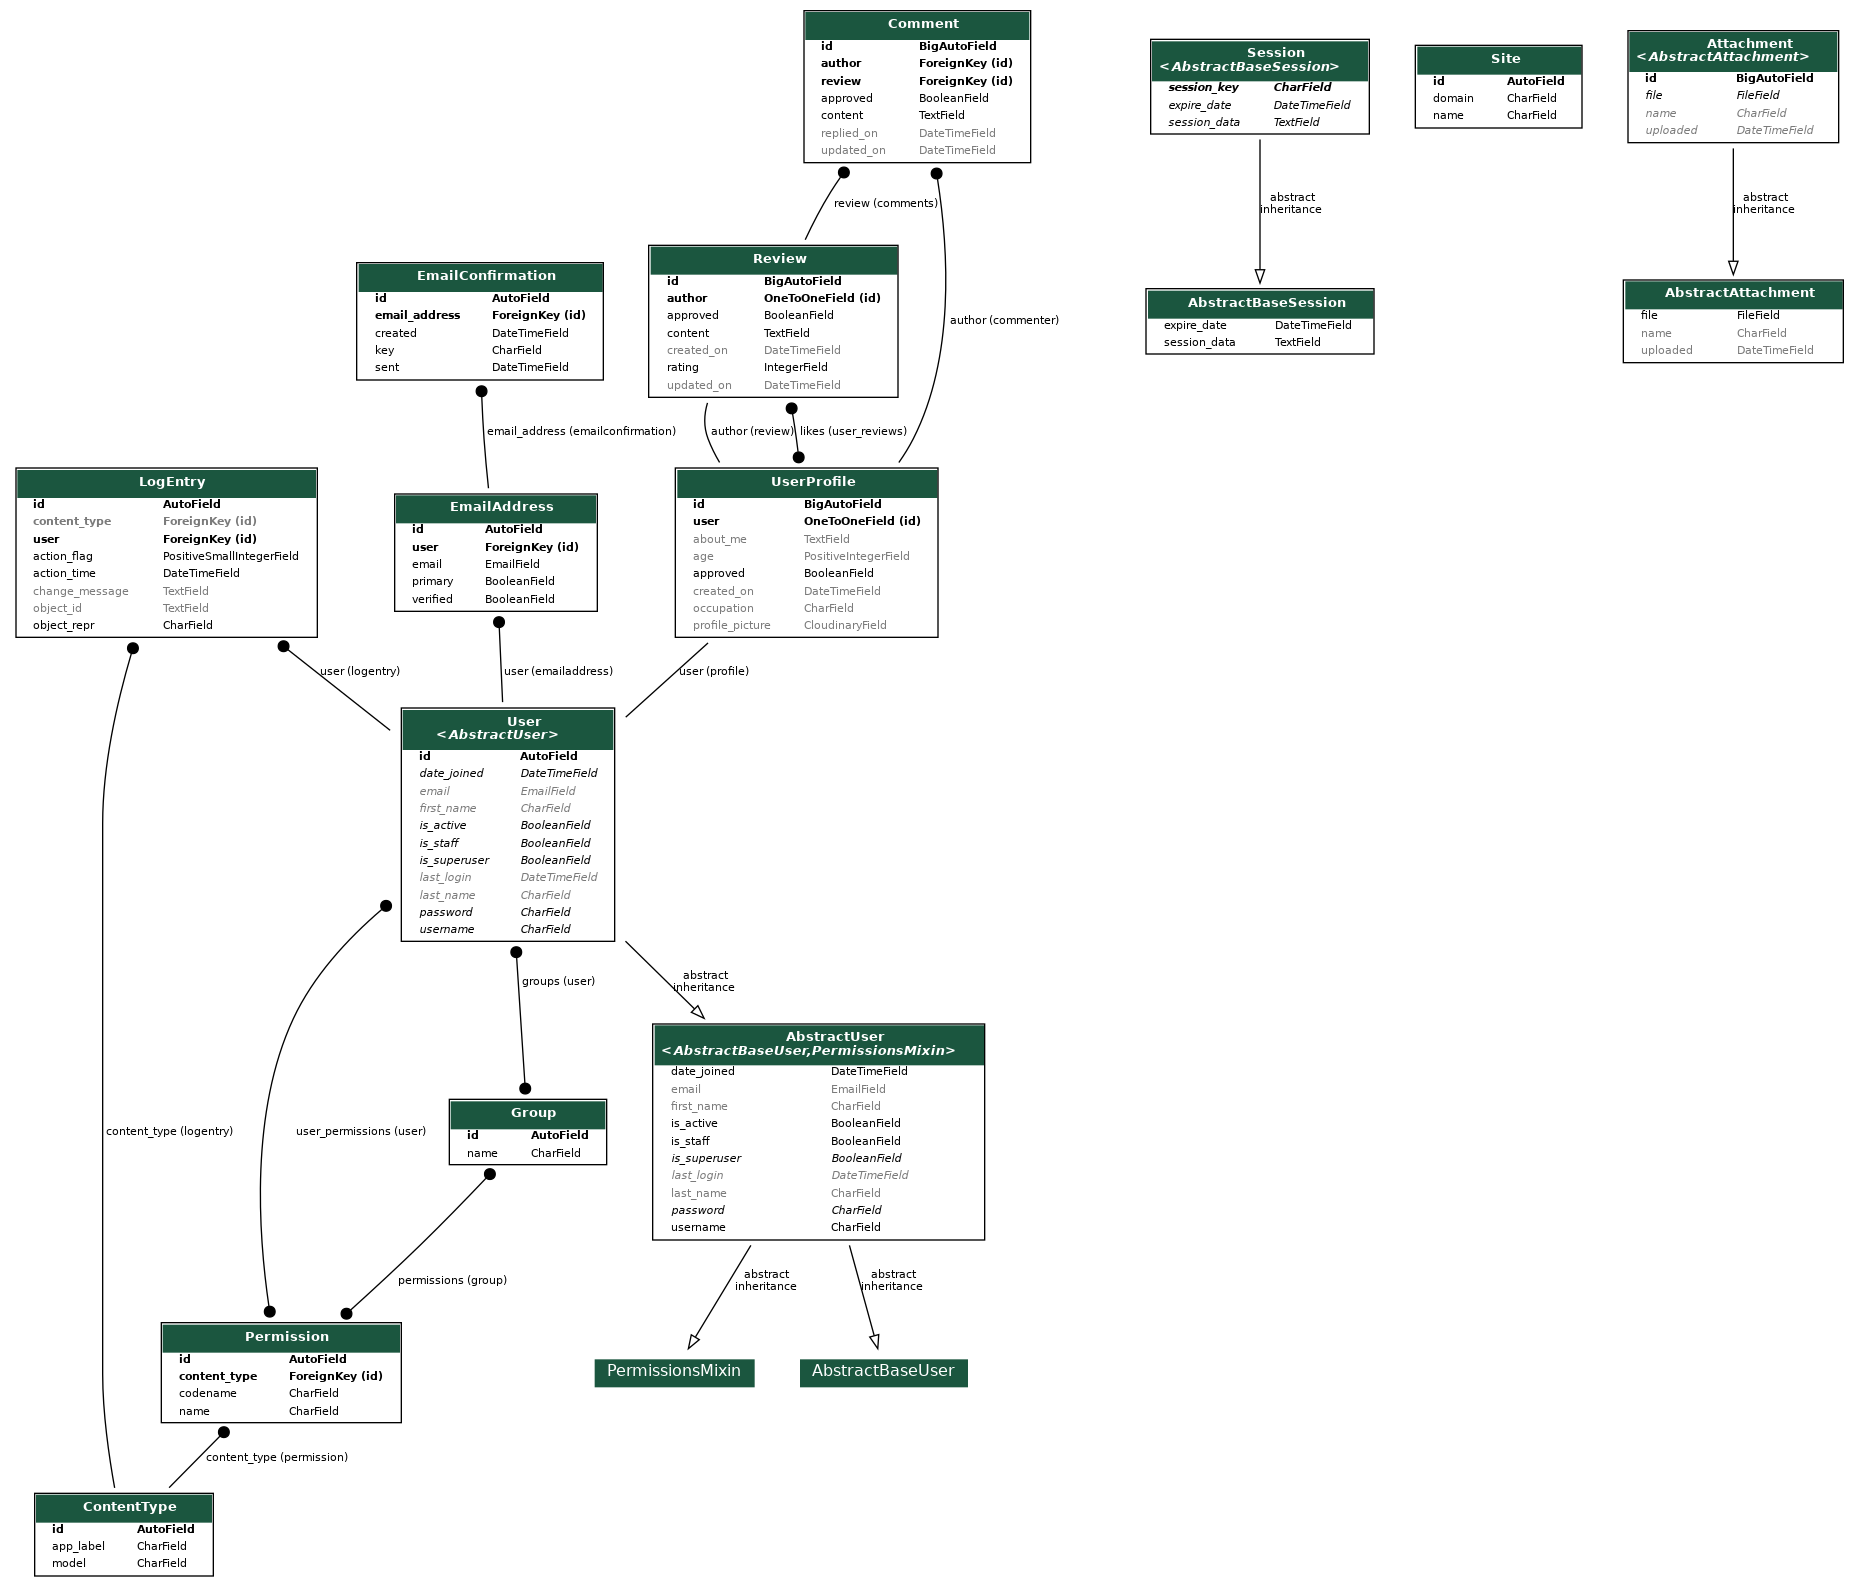 Comment
id BigAutoField
author ForeignKey (id)
review ForeignKey (id)
approved BooleanField
content TextField
replied_on DateTimeField
updated_on DateTimeField
Session
<AbstractBaseSession>
session_key CharField
expire_date DateTimeField
session_data TextField
Site
id AutoField
domain CharField
name CharField
Attachment
<AbstractAttachment>
id BigAutoField
file FileField
name CharField
uploaded DateTimeField
review (comments)
abstract
inheritance
abstract
inheritance
EmailConfirmation
id AutoField
email_address ForeignKey (id)
created DateTimeField
key CharField
sent DateTimeField
Review
id BigAutoField
author OneToOneField (id)
approved BooleanField
content TextField
created_on DateTimeField
rating IntegerField
updated_on DateTimeField
author (commenter)
AbstractBaseSession
expire_date DateTimeField
session_data TextField
AbstractAttachment
file FileField
name CharField
uploaded DateTimeField
email_address (emailconfirmation)
author (review)
likes (user_reviews)
LogEntry
id AutoField
content_type ForeignKey (id)
user ForeignKey (id)
action_flag PositiveSmallIntegerField
action_time DateTimeField
change_message TextField
object_id TextField
object_repr CharField
EmailAddress
id AutoField
user ForeignKey (id)
email EmailField
primary BooleanField
verified BooleanField
UserProfile
id BigAutoField
user OneToOneField (id)
about_me TextField
age PositiveIntegerField
approved BooleanField
created_on DateTimeField
occupation CharField
profile_picture CloudinaryField
user (logentry)
user (emailaddress)
user (profile)
User
<AbstractUser>
id AutoField
date_joined DateTimeField
email EmailField
first_name CharField
is_active BooleanField
is_staff BooleanField
is_superuser BooleanField
last_login DateTimeField
last_name CharField
password CharField
username CharField
groups (user)
abstract
inheritance
AbstractUser
<AbstractBaseUser,PermissionsMixin>
date_joined DateTimeField
email EmailField
first_name CharField
is_active BooleanField
is_staff BooleanField
is_superuser BooleanField
last_login DateTimeField
last_name CharField
password CharField
username CharField
content_type (logentry)
user_permissions (user)
Group
id AutoField
name CharField
permissions (group)
abstract
inheritance
abstract
inheritance
Permission
id AutoField
content_type ForeignKey (id)
codename CharField
name CharField
PermissionsMixin
AbstractBaseUser
content_type (permission)
ContentType
id AutoField
app_label CharField
model CharField